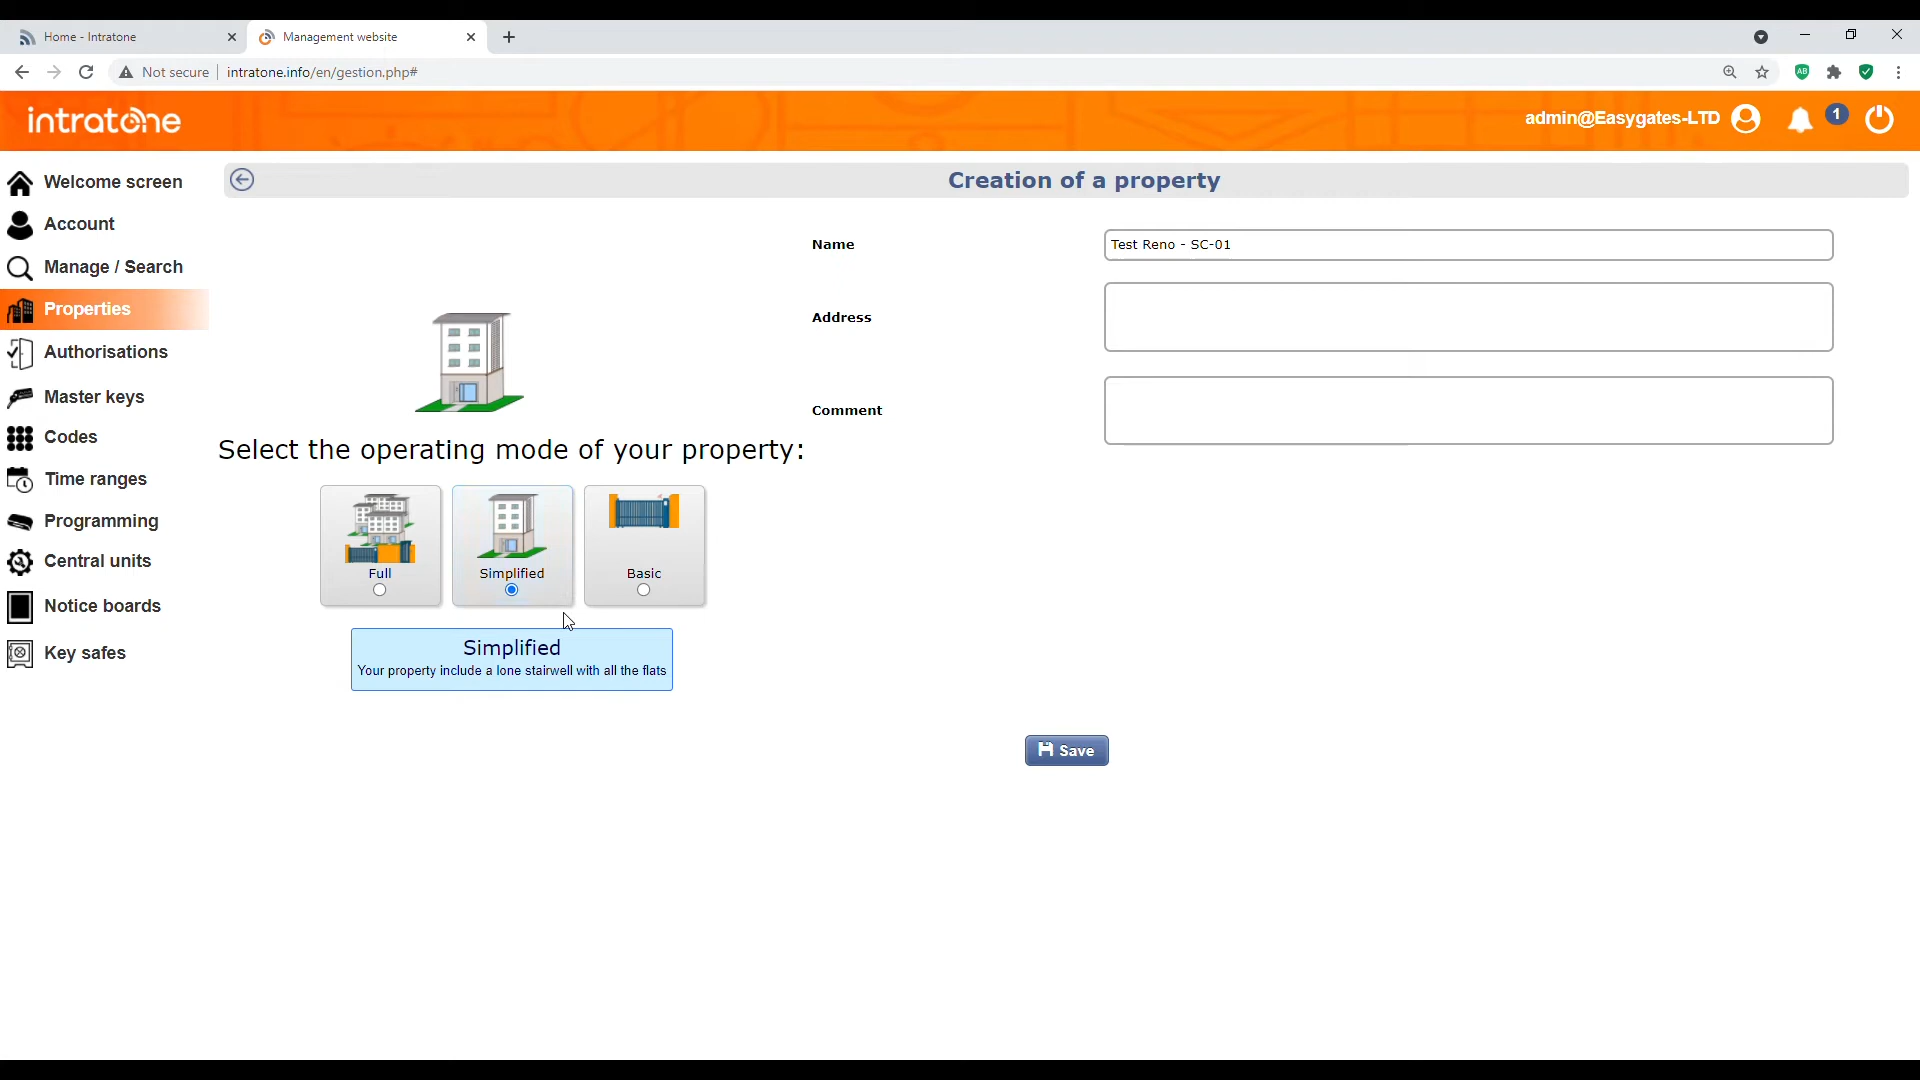 Home - Intratone
Management website
Not secure
intratone.info/en/gestion.php#
AB
intratone
admin@Easygates-LTD
1
Welcome screen
Account
Manage / Search
Properties
Authorisations
Master keys
Codes
Time ranges
Programming
Central units
Notice boards
Key safes
Creation of a property
Name
Test Reno - SC-01
Address
Comment
Select the operating mode of your property:
Full
Simplified
Basic
Simplified
Your property include a lone stairwell with all the flats
Save